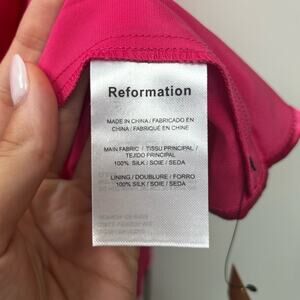 Reformation
MADE IN CHINA / FABRICADO EN
CHINA / FABRIQUÉ EN CHINE
MAIN FABRIC / TISSU PRINCIPAL /
TEJIDO PRINCIPAL
100% SILK / SOIE / SEDA
LINING / DOUBLURE / FORRO
100% SILK / SOIE / SEDA